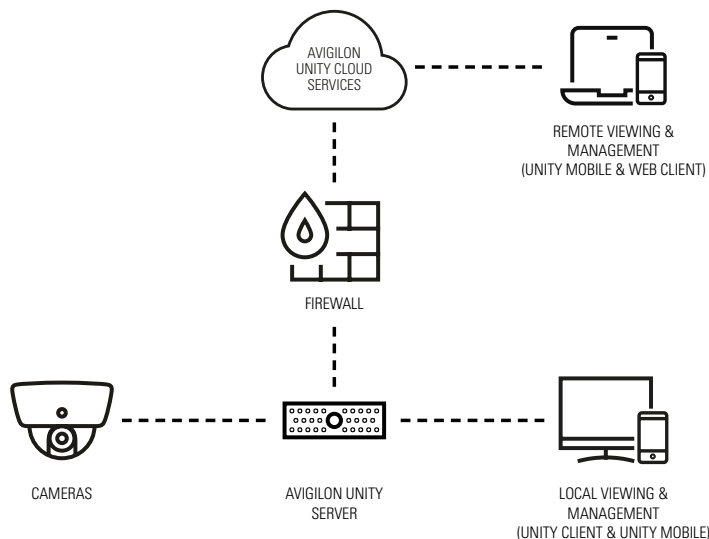 AVIGILON
UNITY CLOUD
SERVICES
REMOTE VIEWING &
MANAGEMENT
(UNITY MOBILE & WEB CLIENT)
FIREWALL
CAMERAS
AVIGILON UNITY
SERVER
LOCAL VIEWING &
MANAGEMENT
(UNITY CLIENT & UNITY MOBILE)